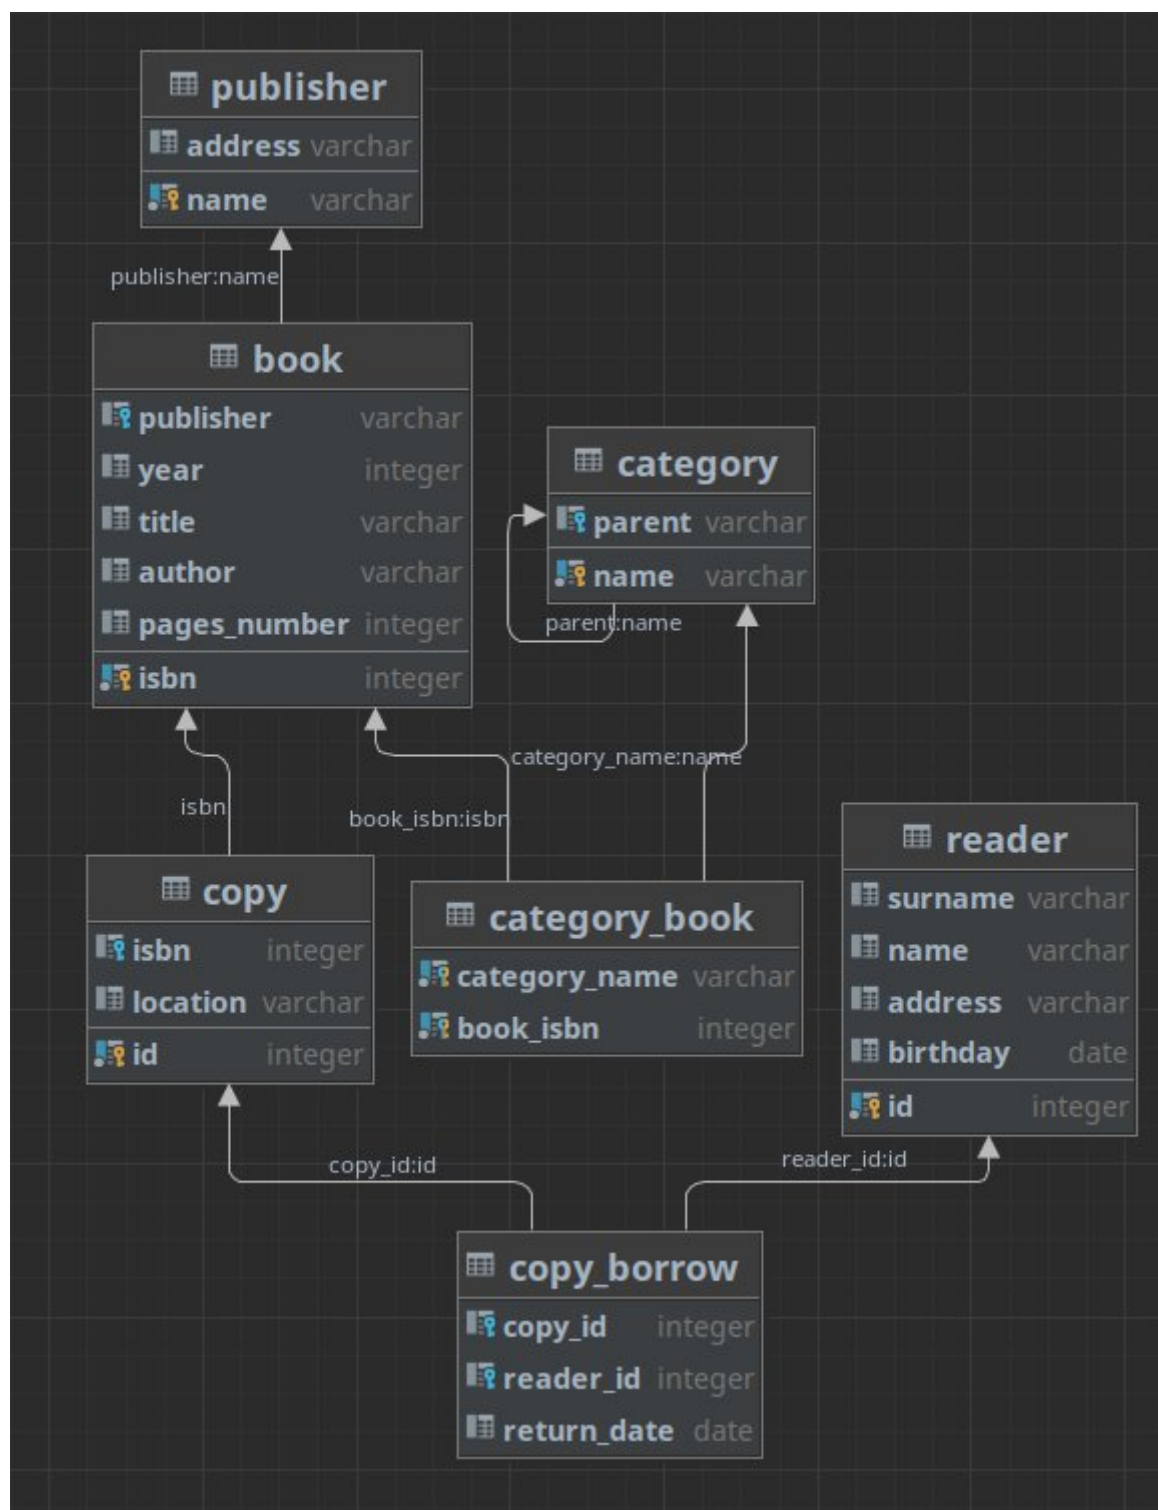 publisher
address varchar
name varchar
publisher:name
book
publisher varchar
year integer
title varchar
author varchar
pages_number integer
isbn integer
category
parent varchar
name varchar
parent:name
category_name:name
isbn
book_isbn:isbn
copy
isbn integer
location varchar
id integer
category_book
category_name varchar
book_isbn integer
reader
surname varchar
name varchar
address varchar
birthday date
id integer
copy_id:id
reader_id:id
copy_borrow
copy_id integer
reader_id integer
return_date date